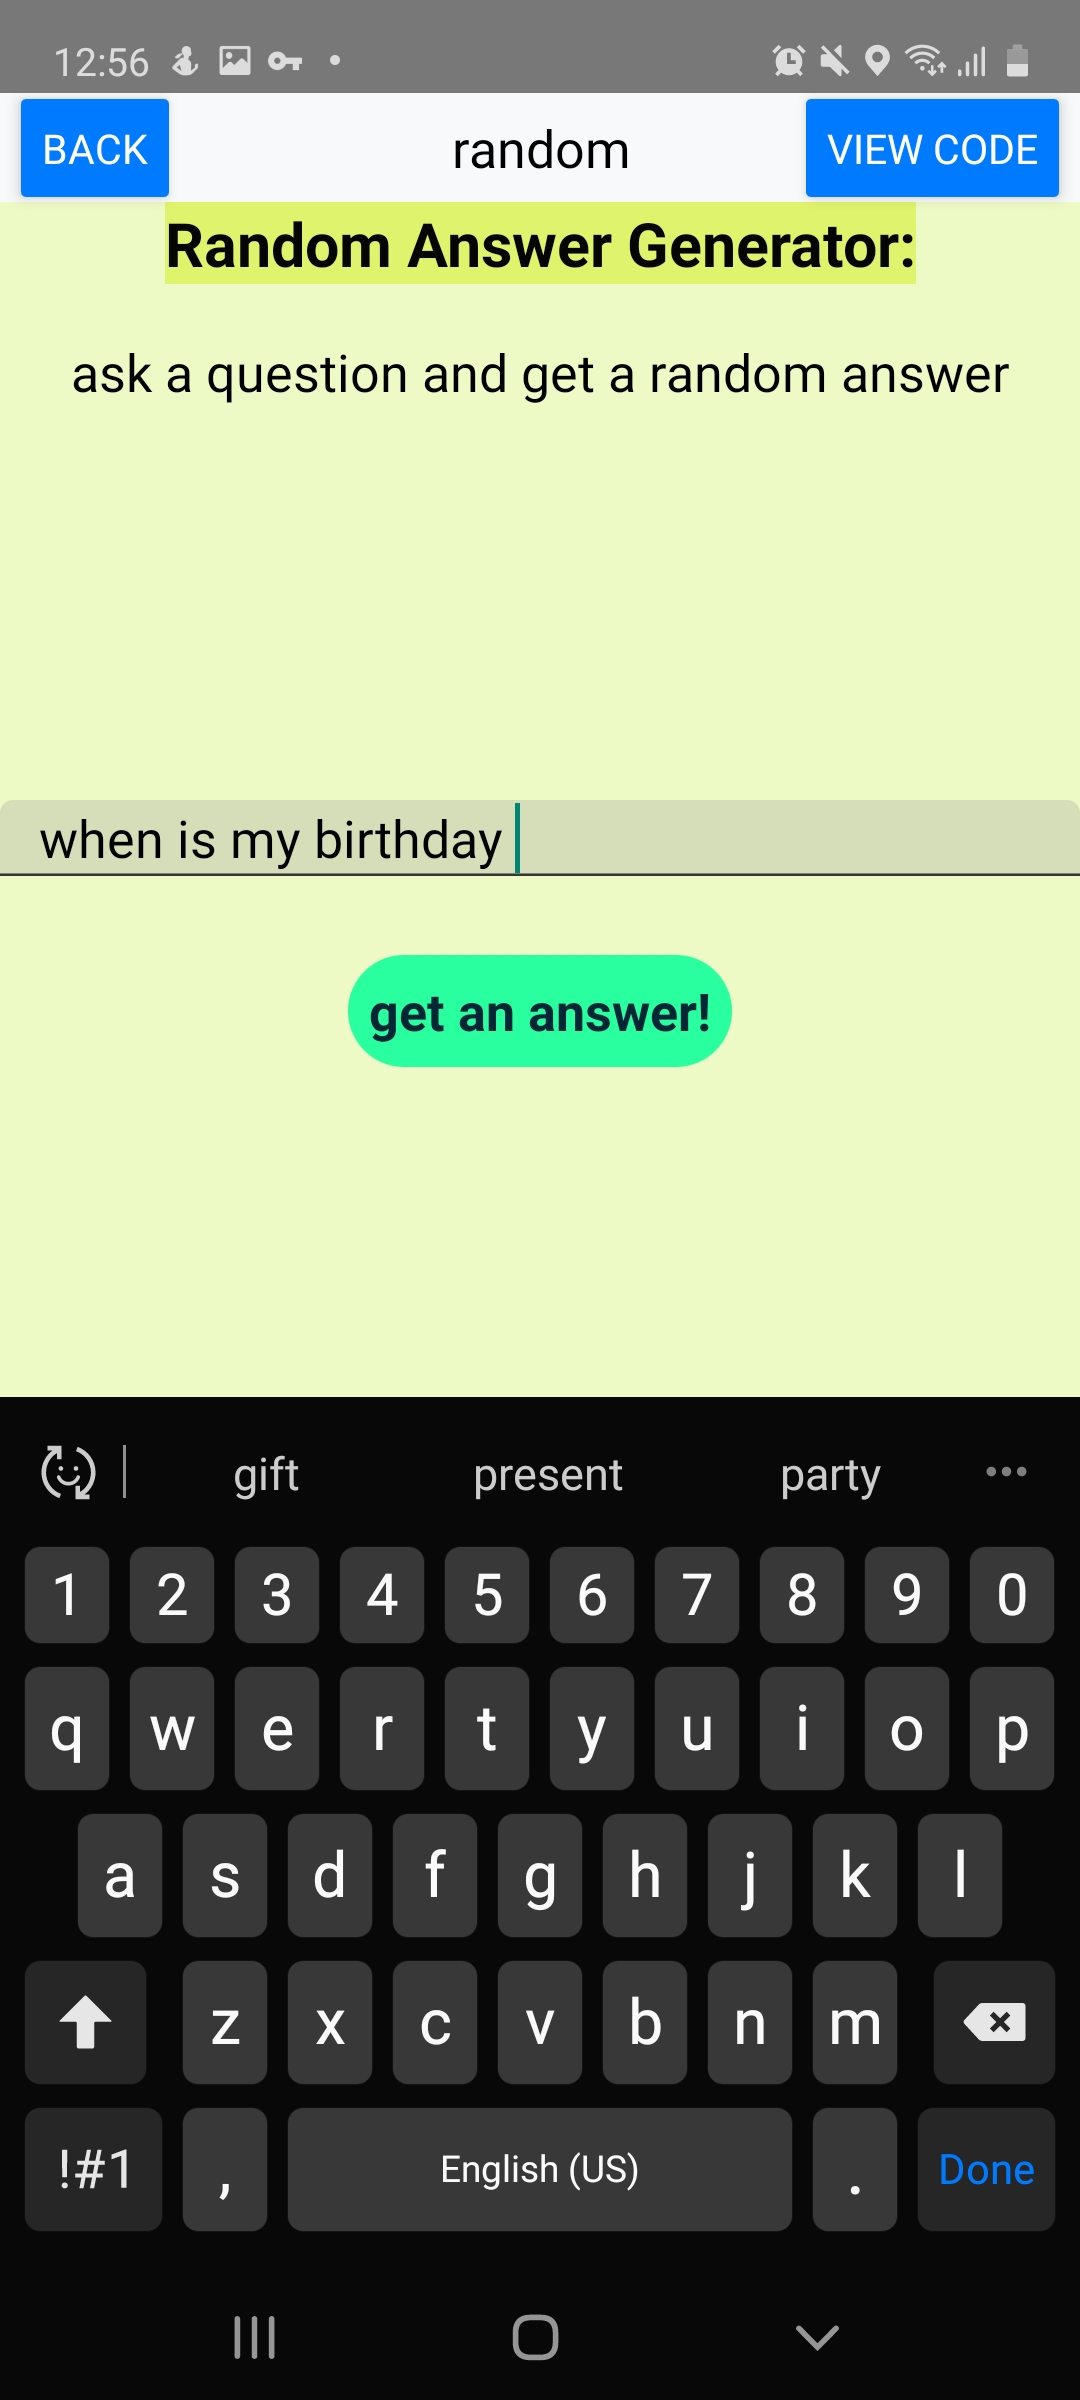 12:56
BACK random VIEW CODE
Random Answer Generator:
ask a question and get a random answer
when is my birthday
get an answer!
gift present party
1 2 3 4 5 6 7 8 9 0
q w e r t y u i o p
a s d f g h j k l
z x c v b n m
!#1 , English (US) . Done